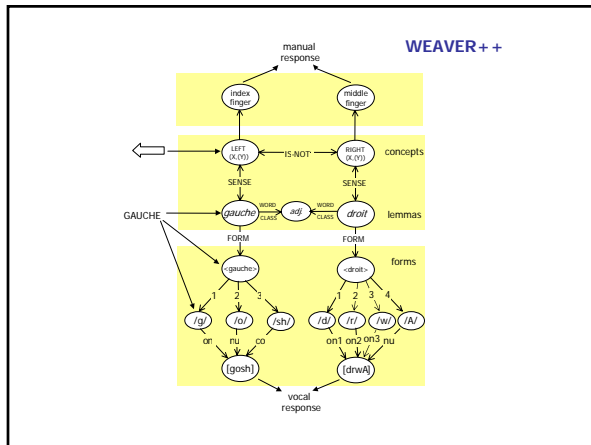 WEAVER++
manual
response
index
finger
middle
finger
LEFT
(X,(Y))
IS-NOT'
RIGHT
(X,(Y))
concepts
SENSE
SENSE
GAUCHE
gauche
WORD
CLASS
adj.
WORD
CLASS
droit
lemmas
FORM
FORM
forms
<gauche>
<droit>
1 2 3
1 2 3 4
/g/ /o/ /sh/
/d/ /r/ /w/ /A/
on nu co
on1 on2 on3 nu
[gosh]
[drwA]
vocal
response